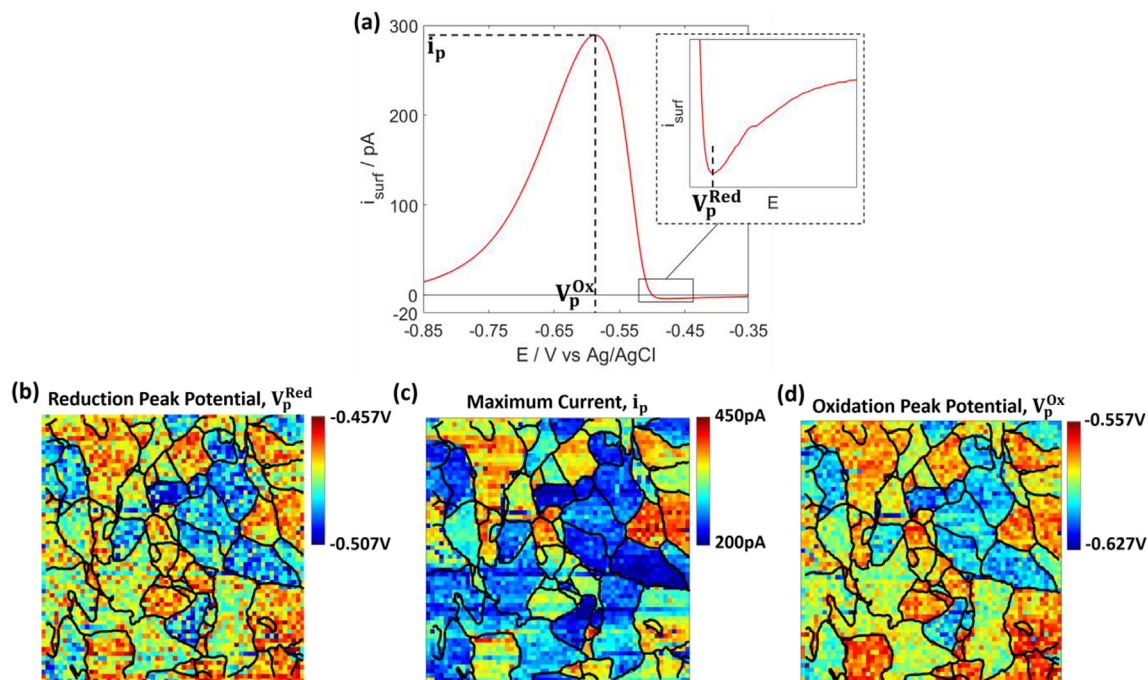 (a)
300
200
100
0
-20
i_surf / pA
i_p
V_p^Ox
-0.85 -0.75 -0.65 -0.55 -0.45 -0.35
E / V vs Ag/AgCl
i_surf
V_p^Red
E
(b) Reduction Peak Potential, V_p^Red
-0.457V
-0.507V
(c) Maximum Current, i_p
450pA
200pA
(d) Oxidation Peak Potential, V_p^Ox
-0.557V
-0.627V